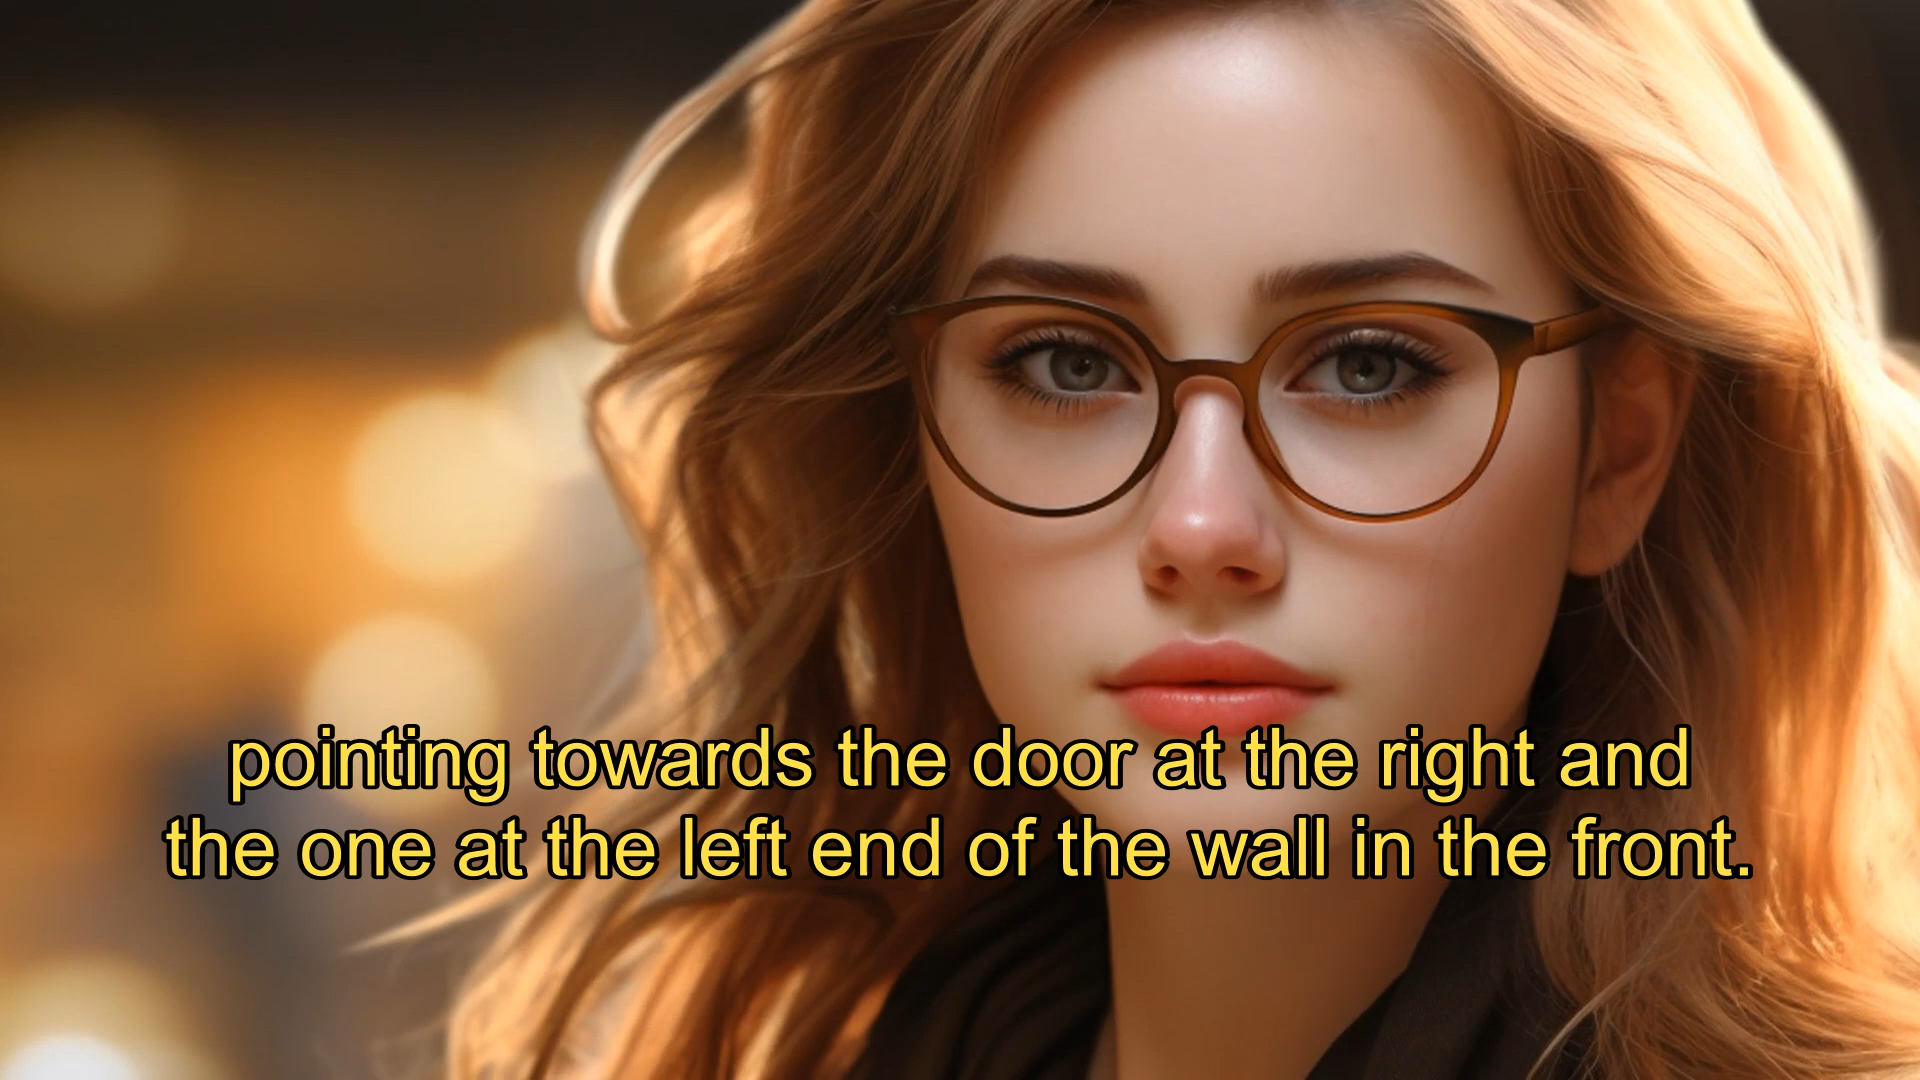 pointing towards the door at the right and
the one at the left end of the wall in the front.